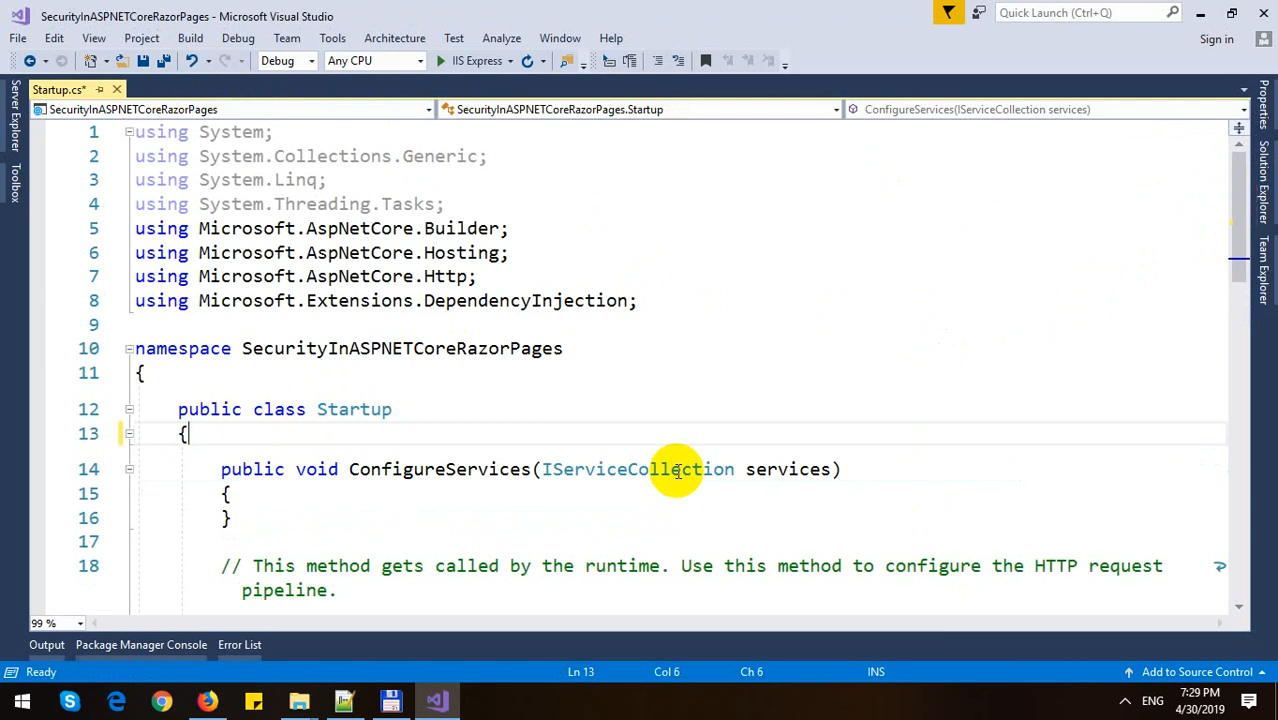 SecurityInASPNETCoreRazorPages - Microsoft Visual Studio
Quick Launch (Ctrl+Q)
File Edit View Project Build Debug Team Tools Architecture Test Analyze Window Help
Sign in
Debug Any CPU IIS Express
Startup.cs*
SecurityInASPNETCoreRazorPages
SecurityInASPNETCoreRazorPages.Startup
ConfigureServices(IServiceCollection services)
Server Explorer
Toolbox
Properties
Solution Explorer
Team Explorer
1 using System;
2 using System.Collections.Generic;
3 using System.Linq;
4 using System.Threading.Tasks;
5 using Microsoft.AspNetCore.Builder;
6 using Microsoft.AspNetCore.Hosting;
7 using Microsoft.AspNetCore.Http;
8 using Microsoft.Extensions.DependencyInjection;
9
10 namespace SecurityInASPNETCoreRazorPages
11 {
12 public class Startup
13 {
14 public void ConfigureServices(IServiceCollection services)
15 {
16 }
17
18 // This method gets called by the runtime. Use this method to configure the HTTP request
pipeline.
99 %
Output Package Manager Console Error List
Ready Ln 13 Col 6 Ch 6 INS Add to Source Control
ENG
7:29 PM
4/30/2019